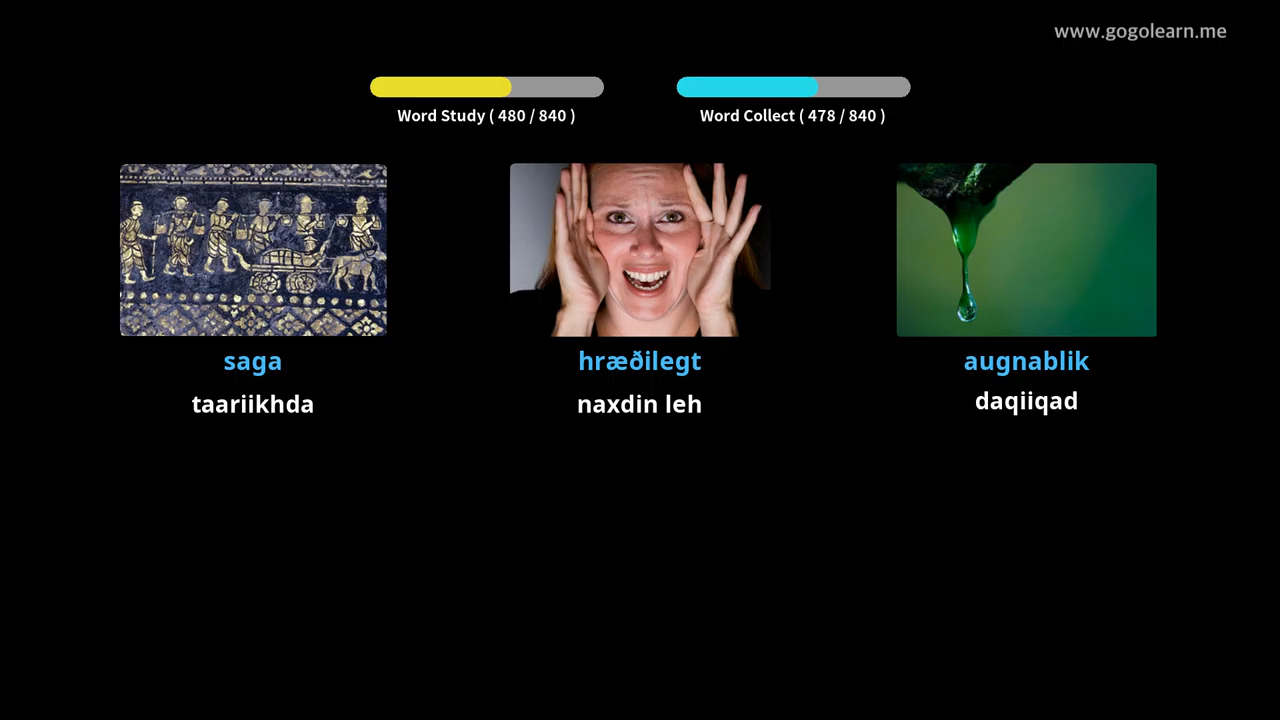 www.gogolearn.me
Word Study ( 480 / 840 )
Word Collect ( 478 / 840 )
saga
hræðilegt
augnablik
taariikhda
naxdin leh
daqiiqad